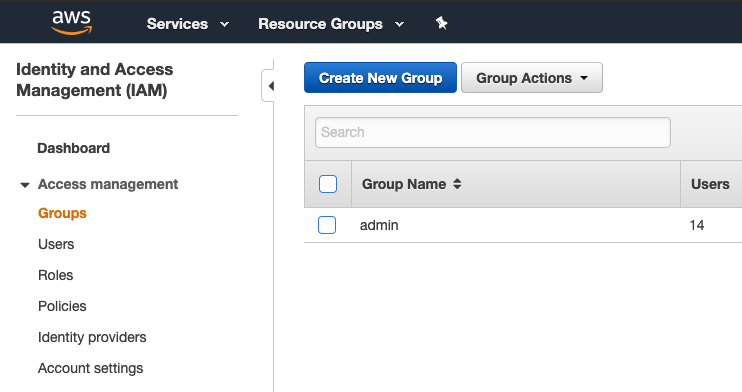 aws
Services
Resource Groups
Identity and Access
Management (IAM)
Dashboard
Access management
Groups
Users
Roles
Policies
Identity providers
Account settings
Create New Group
Group Actions
Search
Group Name
Users
admin
14